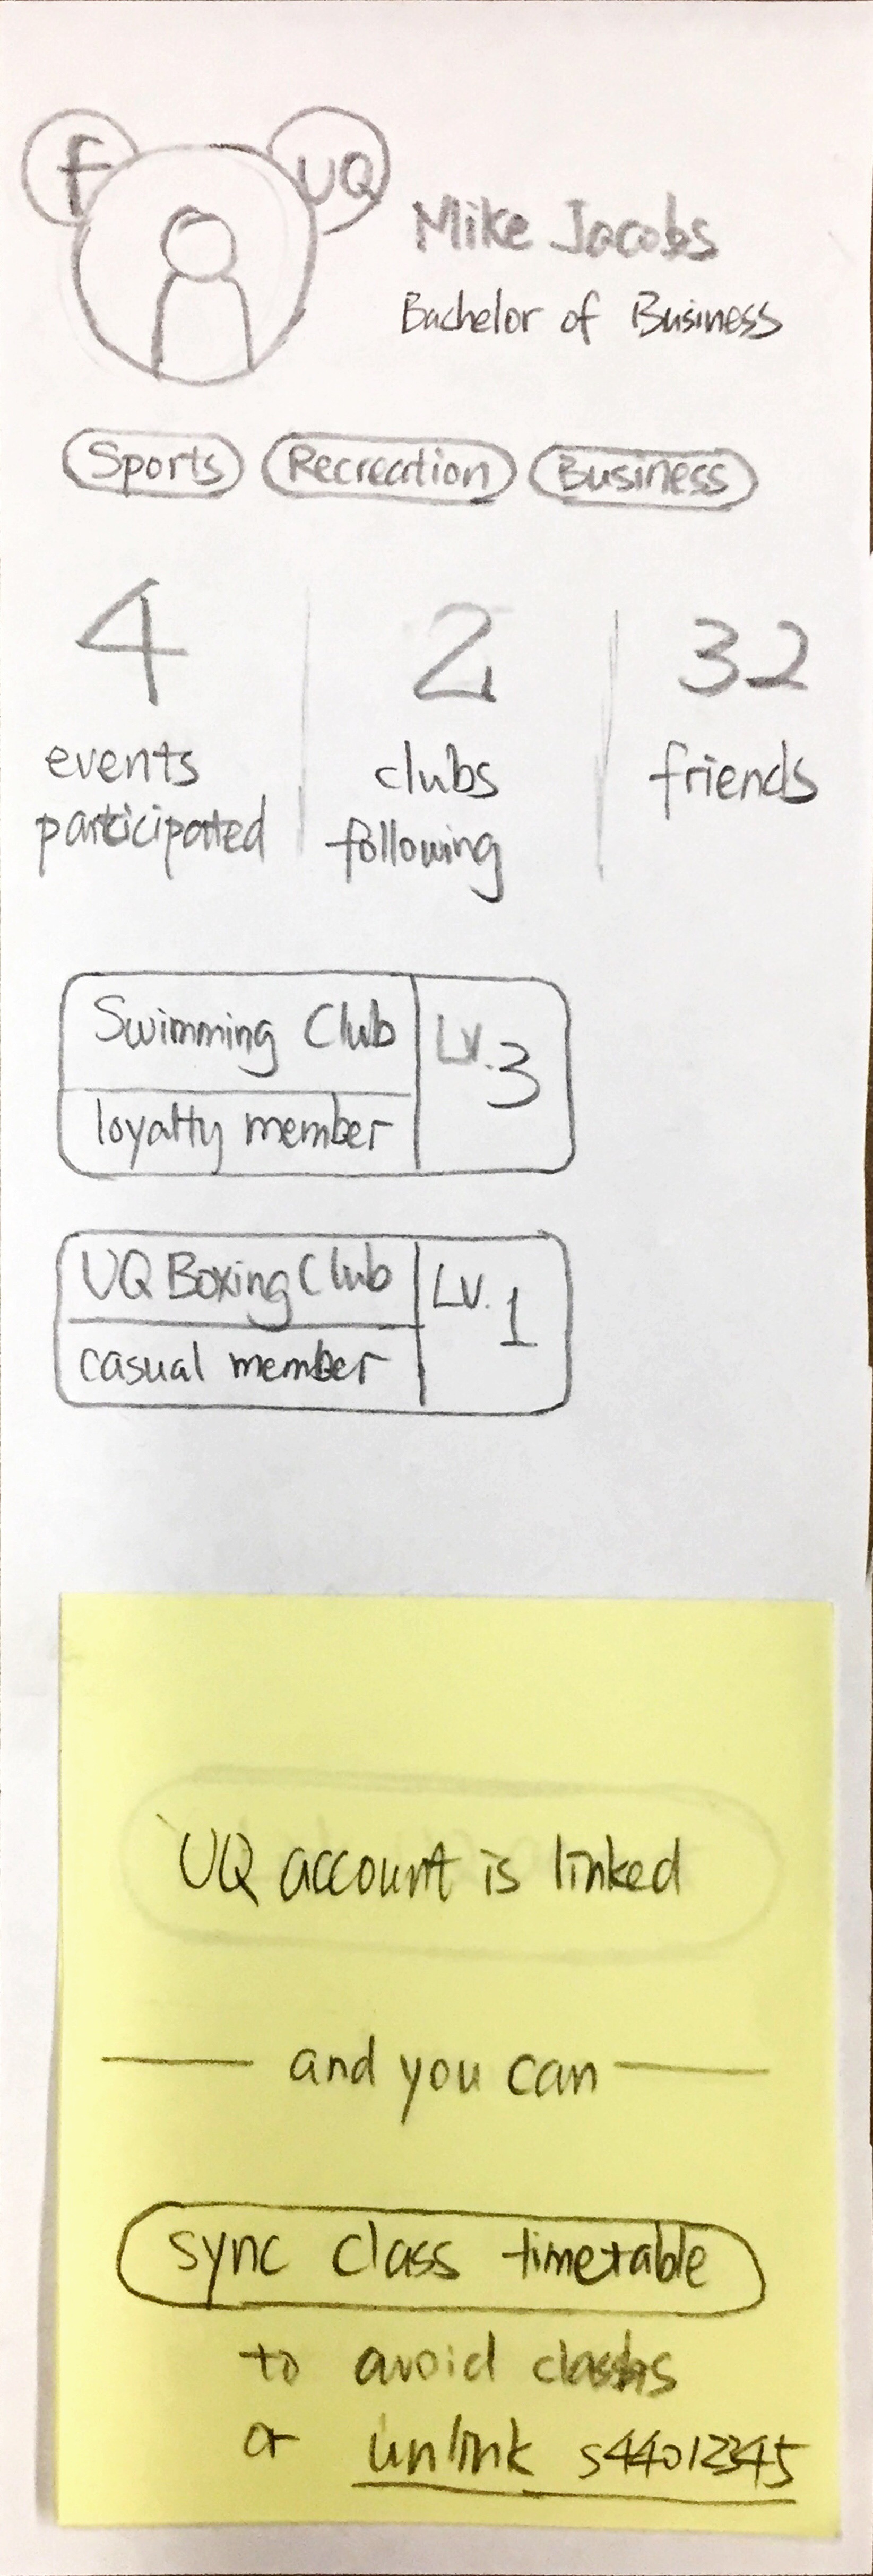 f
UQ
Mike Jacobs
Bachelor of Business
Sports Recreation Business
4 2 32
events participated
clubs following
friends
Swimming Club
loyalty member
Lv. 3
UQ Boxing Club
casual member
Lv. 1
UQ account is linked
and you can
sync class timetable
to avoid clashs
or unlink s44012345